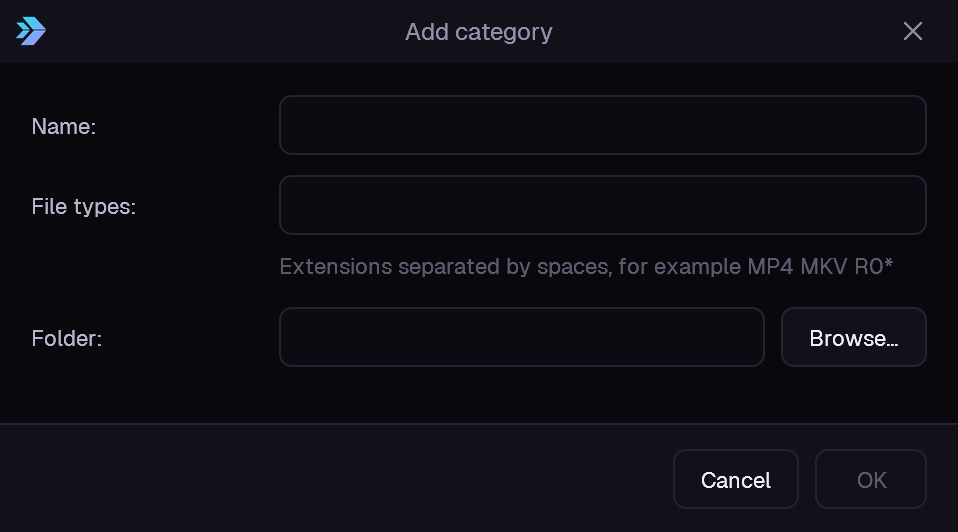 Add category
Name:
File types:
Extensions separated by spaces, for example MP4 MKV R0*
Folder:
Browse...
Cancel
OK